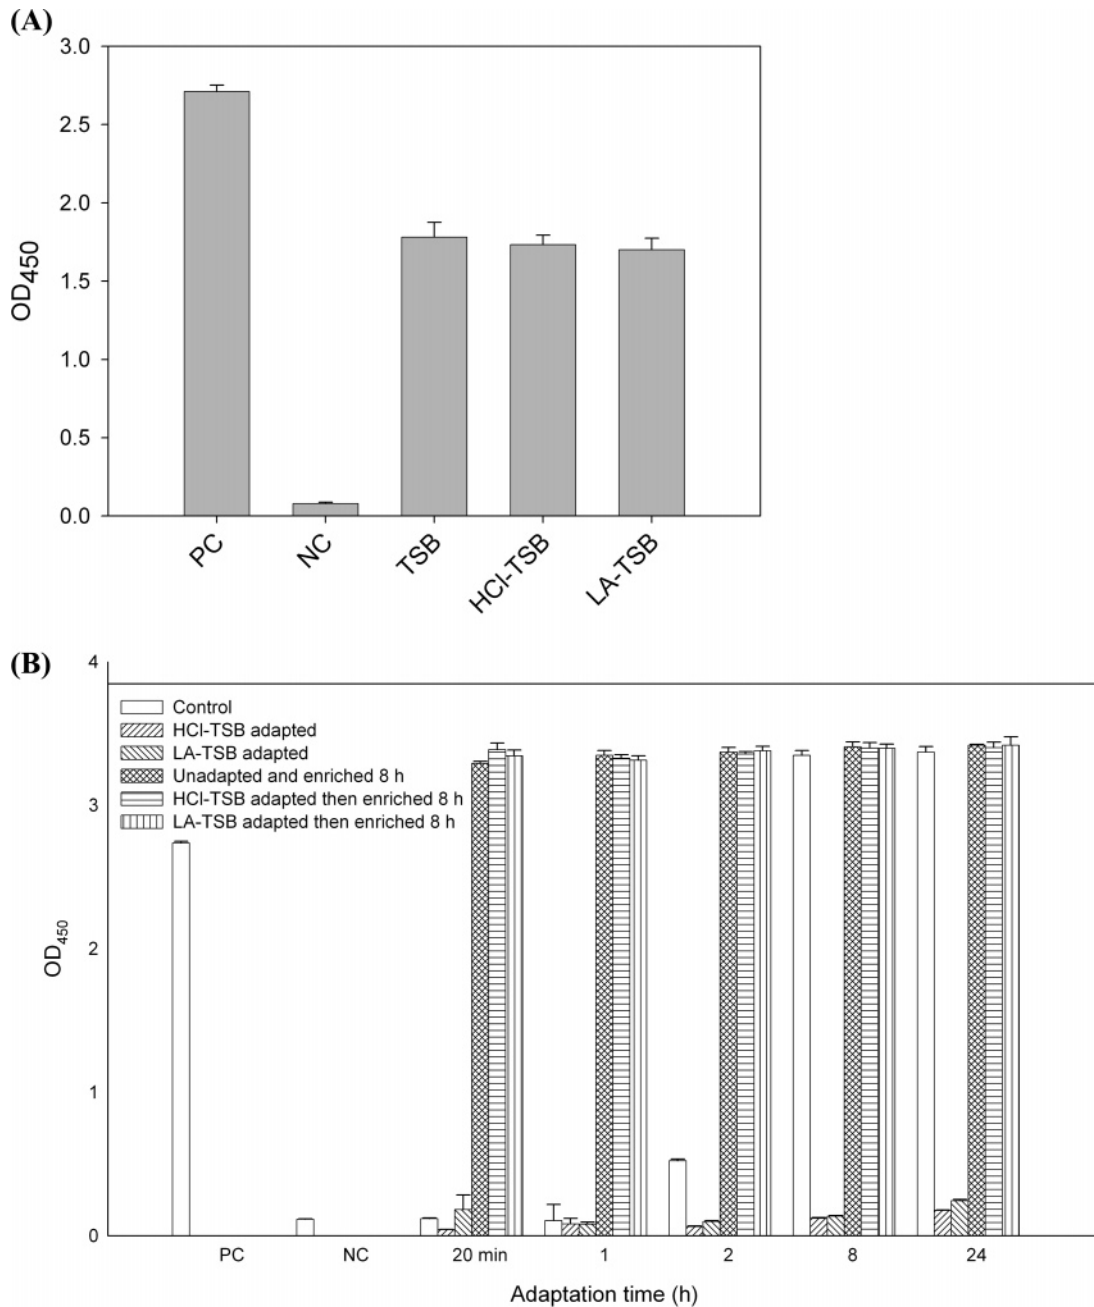 (A)
3.0
2.5
2.0
1.5
1.0
0.5
0.0
OD450
PC
NC
TSB
HCl-TSB
LA-TSB
(B)
4
3
2
1
0
OD450
Control
HCl-TSB adapted
LA-TSB adapted
Unadapted and enriched 8 h
HCl-TSB adapted then enriched 8 h
LA-TSB adapted then enriched 8 h
PC NC 20 min 1 2 8 24
Adaptation time (h)